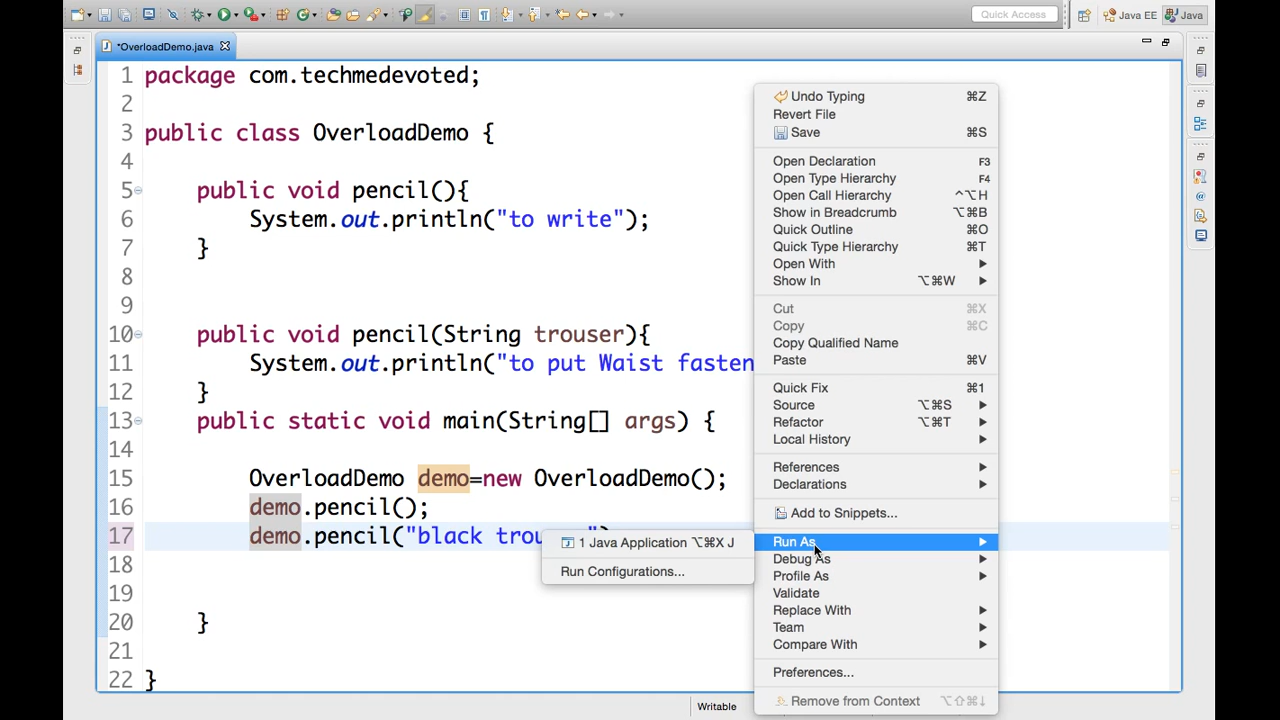 Quick Access
Java EE
Java
*OverloadDemo.java
1 package com.techmedevoted;
2
3 public class OverloadDemo {
4
5 public void pencil(){
6 System.out.println("to write");
7 }
8
9
10 public void pencil(String trouser){
11 System.out.println("to put Waist fasten
12 }
13 public static void main(String[] args) {
14
15 OverloadDemo demo=new OverloadDemo();
16 demo.pencil();
17 demo.pencil("black
18
19
20 }
21
22 }
Undo Typing ⌘Z
Revert File
Save ⌘S
Open Declaration F3
Open Type Hierarchy F4
Open Call Hierarchy ^⌥H
Show in Breadcrumb ⌥⌘B
Quick Outline ⌘O
Quick Type Hierarchy ⌘T
Open With
Show In ⌥⌘W
Cut ⌘X
Copy ⌘C
Copy Qualified Name
Paste ⌘V
Quick Fix ⌘1
Source ⌥⌘S
Refactor ⌥⌘T
Local History
References
Declarations
Add to Snippets...
Run As
Debug As
Profile As
Validate
Replace With
Team
Compare With
Preferences...
Remove from Context ⌥⇧⌘↓
1 Java Application ⌥⌘X J
Run Configurations...
Writable